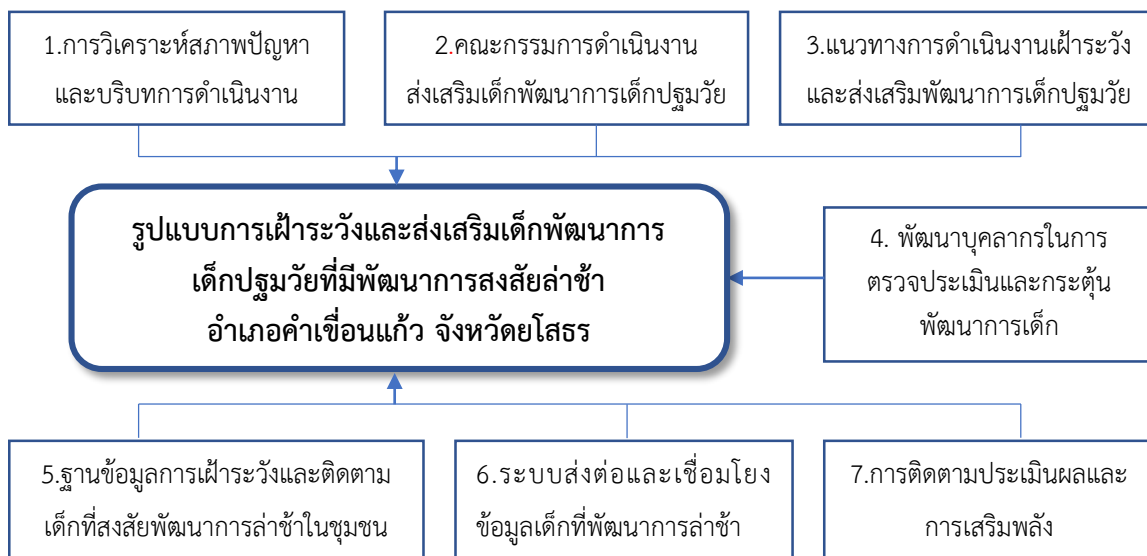 1.การวิเคราะห์สภาพปัญหา
และบริบทการดำเนินงาน
2.คณะกรรมการดำเนินงาน
ส่งเสริมเด็กพัฒนาการเด็กปฐมวัย
3.แนวทางการดำเนินงานเฝ้าระวัง
และส่งเสริมพัฒนาการเด็กปฐมวัย
รูปแบบการเฝ้าระวังและส่งเสริมเด็กพัฒนาการ
เด็กปฐมวัยที่มีพัฒนาการสงสัยล่าช้า
อำเภอคำเขื่อนแก้ว จังหวัดยโสธร
4. พัฒนาบุคลากรในการ
ตรวจประเมินและกระตุ้น
พัฒนาการเด็ก
5.ฐานข้อมูลการเฝ้าระวังและติดตาม
เด็กที่สงสัยพัฒนาการล่าช้าในชุมชน
6.ระบบส่งต่อและเชื่อมโยง
ข้อมูลเด็กที่พัฒนาการล่าช้า
7.การติดตามประเมินผลและ
การเสริมพลัง